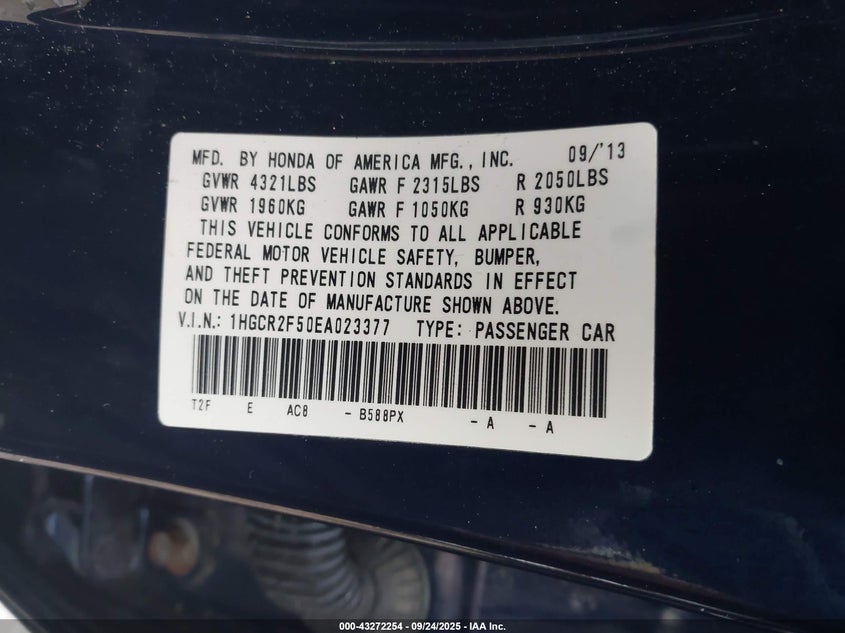 MFD. BY HONDA OF AMERICA MFG., INC. 09/'13
GVWR 4321LBS GAWR F 2315LBS R 2050LBS
GVWR 1960KG GAWR F 1050KG R 930KG
THIS VEHICLE CONFORMS TO ALL APPLICABLE
FEDERAL MOTOR VEHICLE SAFETY, BUMPER,
AND THEFT PREVENTION STANDARDS IN EFFECT
ON THE DATE OF MANUFACTURE SHOWN ABOVE.
V.I.N.: 1HGCR2F50EA023377 TYPE: PASSENGER CAR
T2F E AC8 - B588PX - A - A
000-43272254 - 09/24/2025 - IAA Inc.